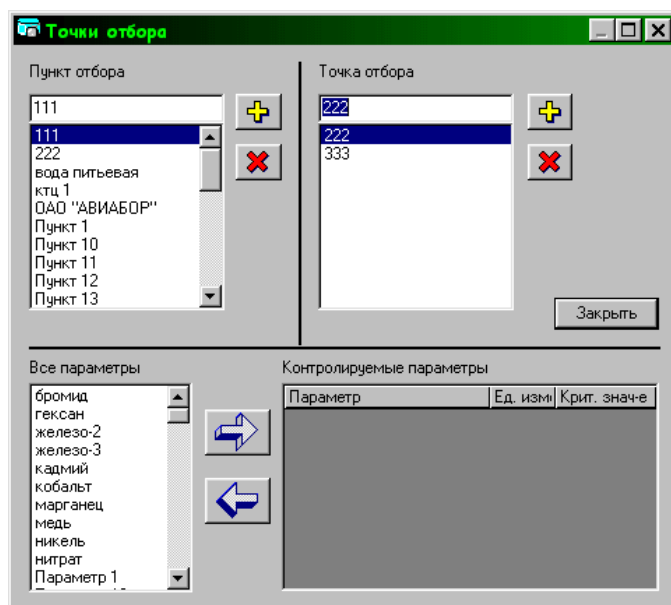 Точки отбора
Пункт отбора
111
111
222
вода питьевая
ктц 1
ОАО "АВИАБОР"
Пункт 1
Пункт 10
Пункт 11
Пункт 12
Пункт 13
Точка отбора
222
222
333
Закрыть
Все параметры
бромид
гексан
железо-2
железо-3
кадмий
кобальт
марганец
медь
никель
нитрат
Параметр 1
Контролируемые параметры
Параметр Ед. изм Крит. знач-е